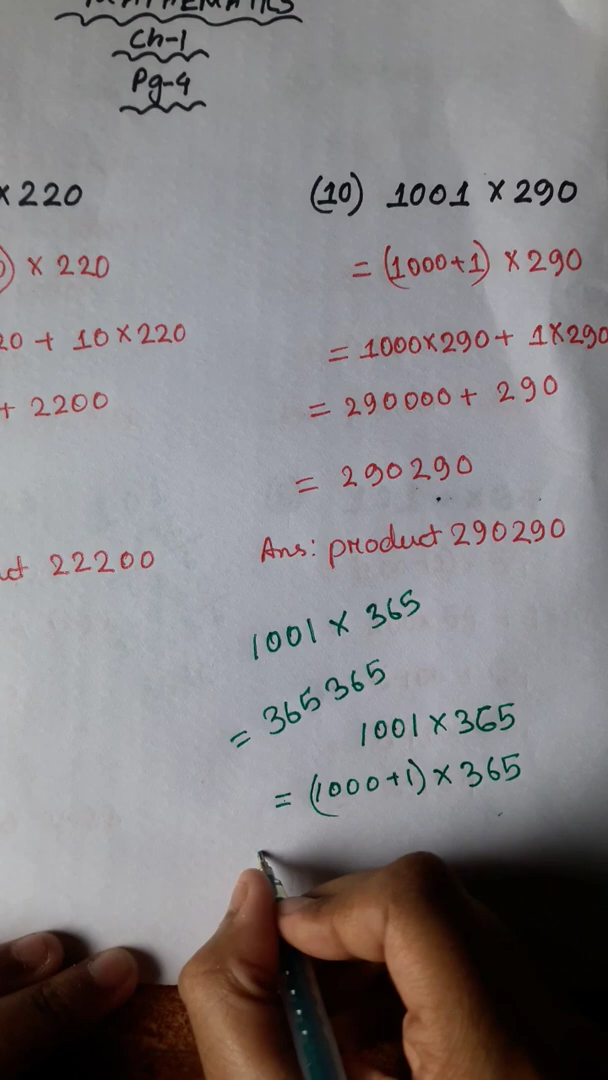 MATHEMATICS
Ch-1
Pg-4
×220
) × 220
20 + 10×220
+ 2200
22200
(10) 1001 × 290
= (1000+1) × 290
= 1000×290 + 1×290
= 290000 + 290
= 290290
Ans: product 290290
1001 × 365
= 365365
1001 × 365
= (1000+1) × 365